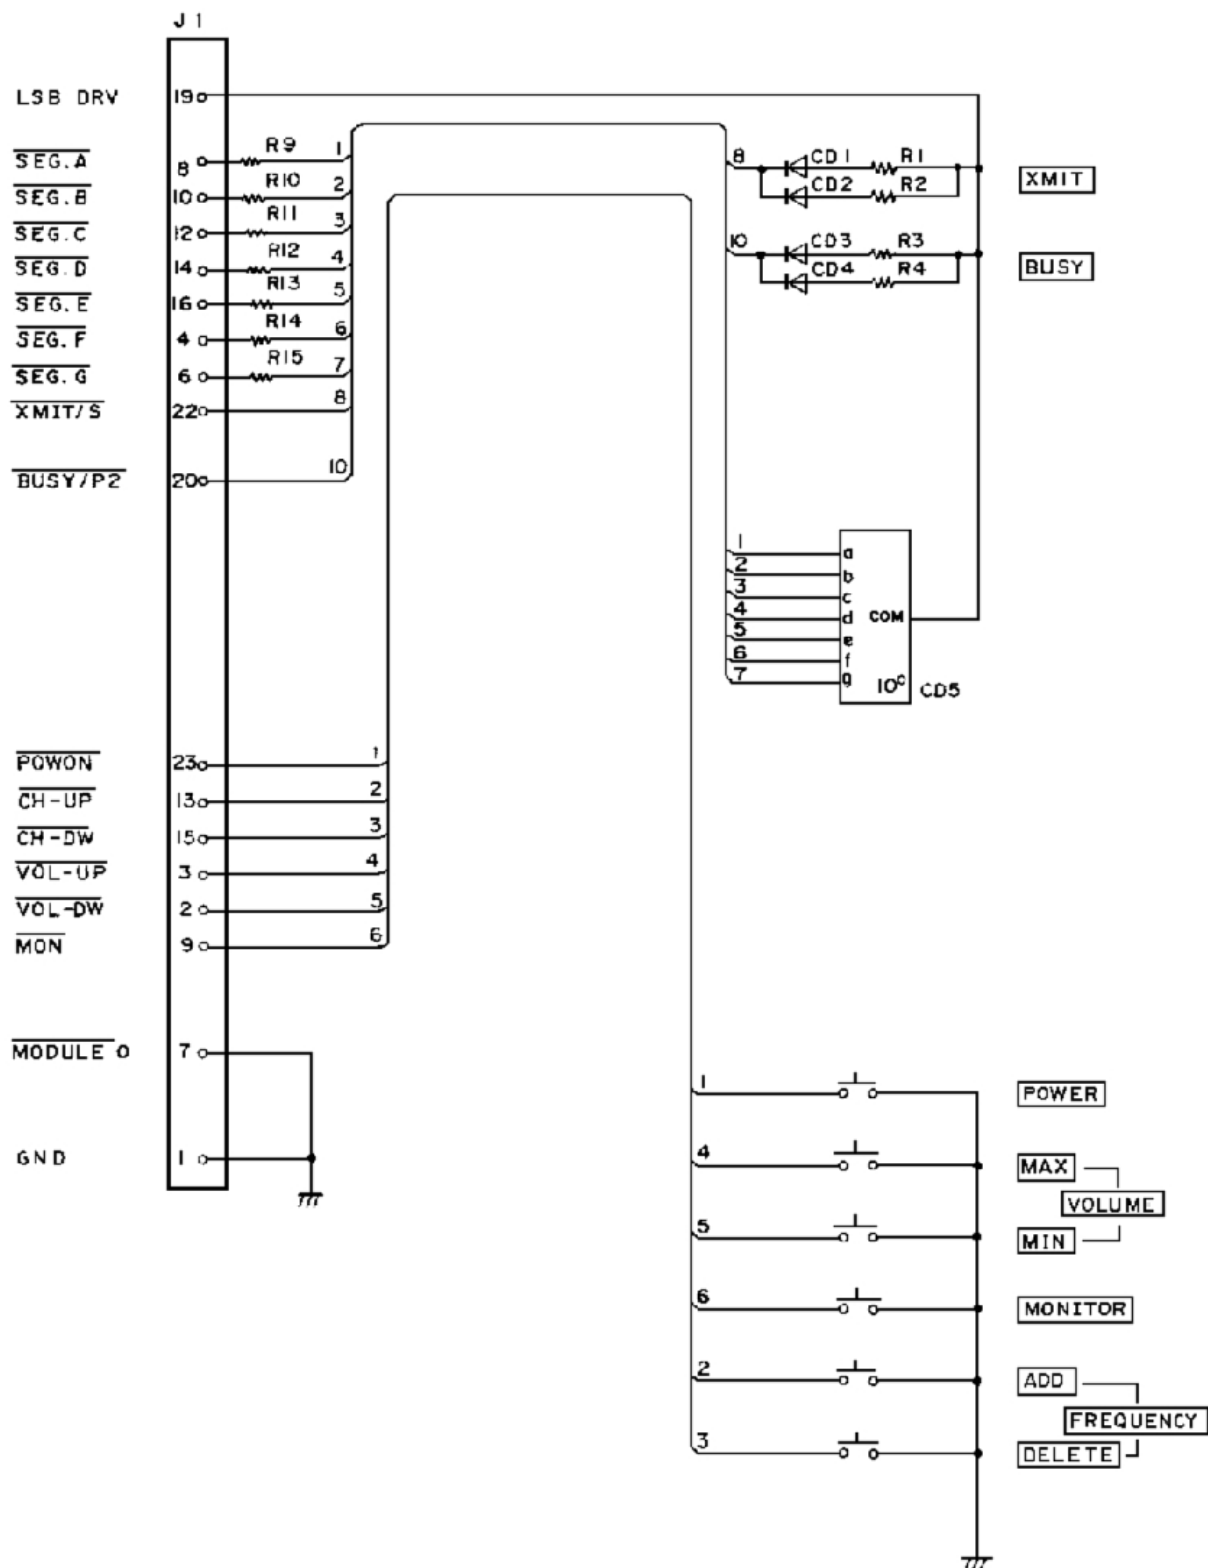 J1
LSB DRV 19
SEG.A 8 R9 1
SEG.B 10 R10 2
SEG.C 12 R11 3
SEG.D 14 R12 4
SEG.E 16 R13 5
SEG.F 4 R14 6
SEG.G 6 R15 7
XMIT/S 22 8
BUSY/P2 20 10
8 CD1 R1 XMIT
CD2 R2
10 CD3 R3 BUSY
CD4 R4
1 a
2 b
3 c
4 d COM
5 e
6 f
7 g 10° CD5
POWON 23 1
CH-UP 13 2
CH-DW 15 3
VOL-UP 3 4
VOL-DW 2 5
MON 9 6
MODULE 0 7
GND 1
1 POWER
4 MAX
VOLUME
5 MIN
6 MONITOR
2 ADD
FREQUENCY
3 DELETE